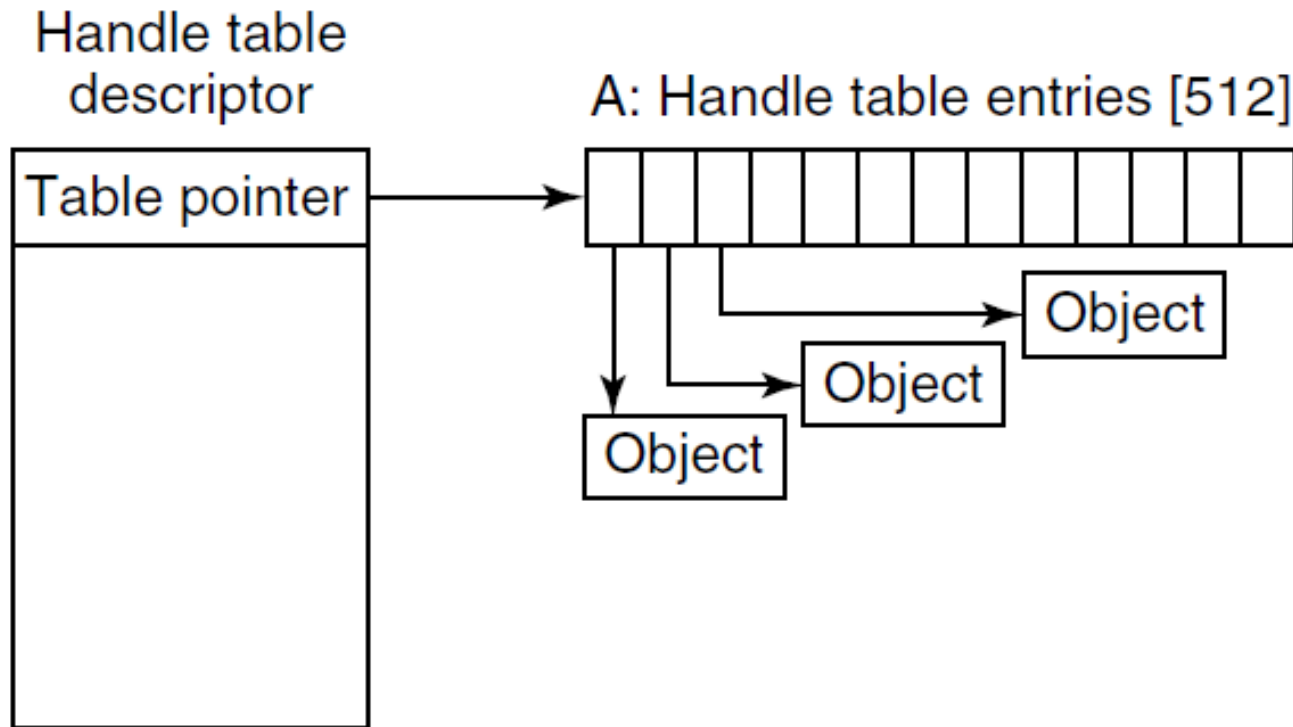 Handle table
descriptor
A: Handle table entries [512]
Table pointer
Object
Object
Object